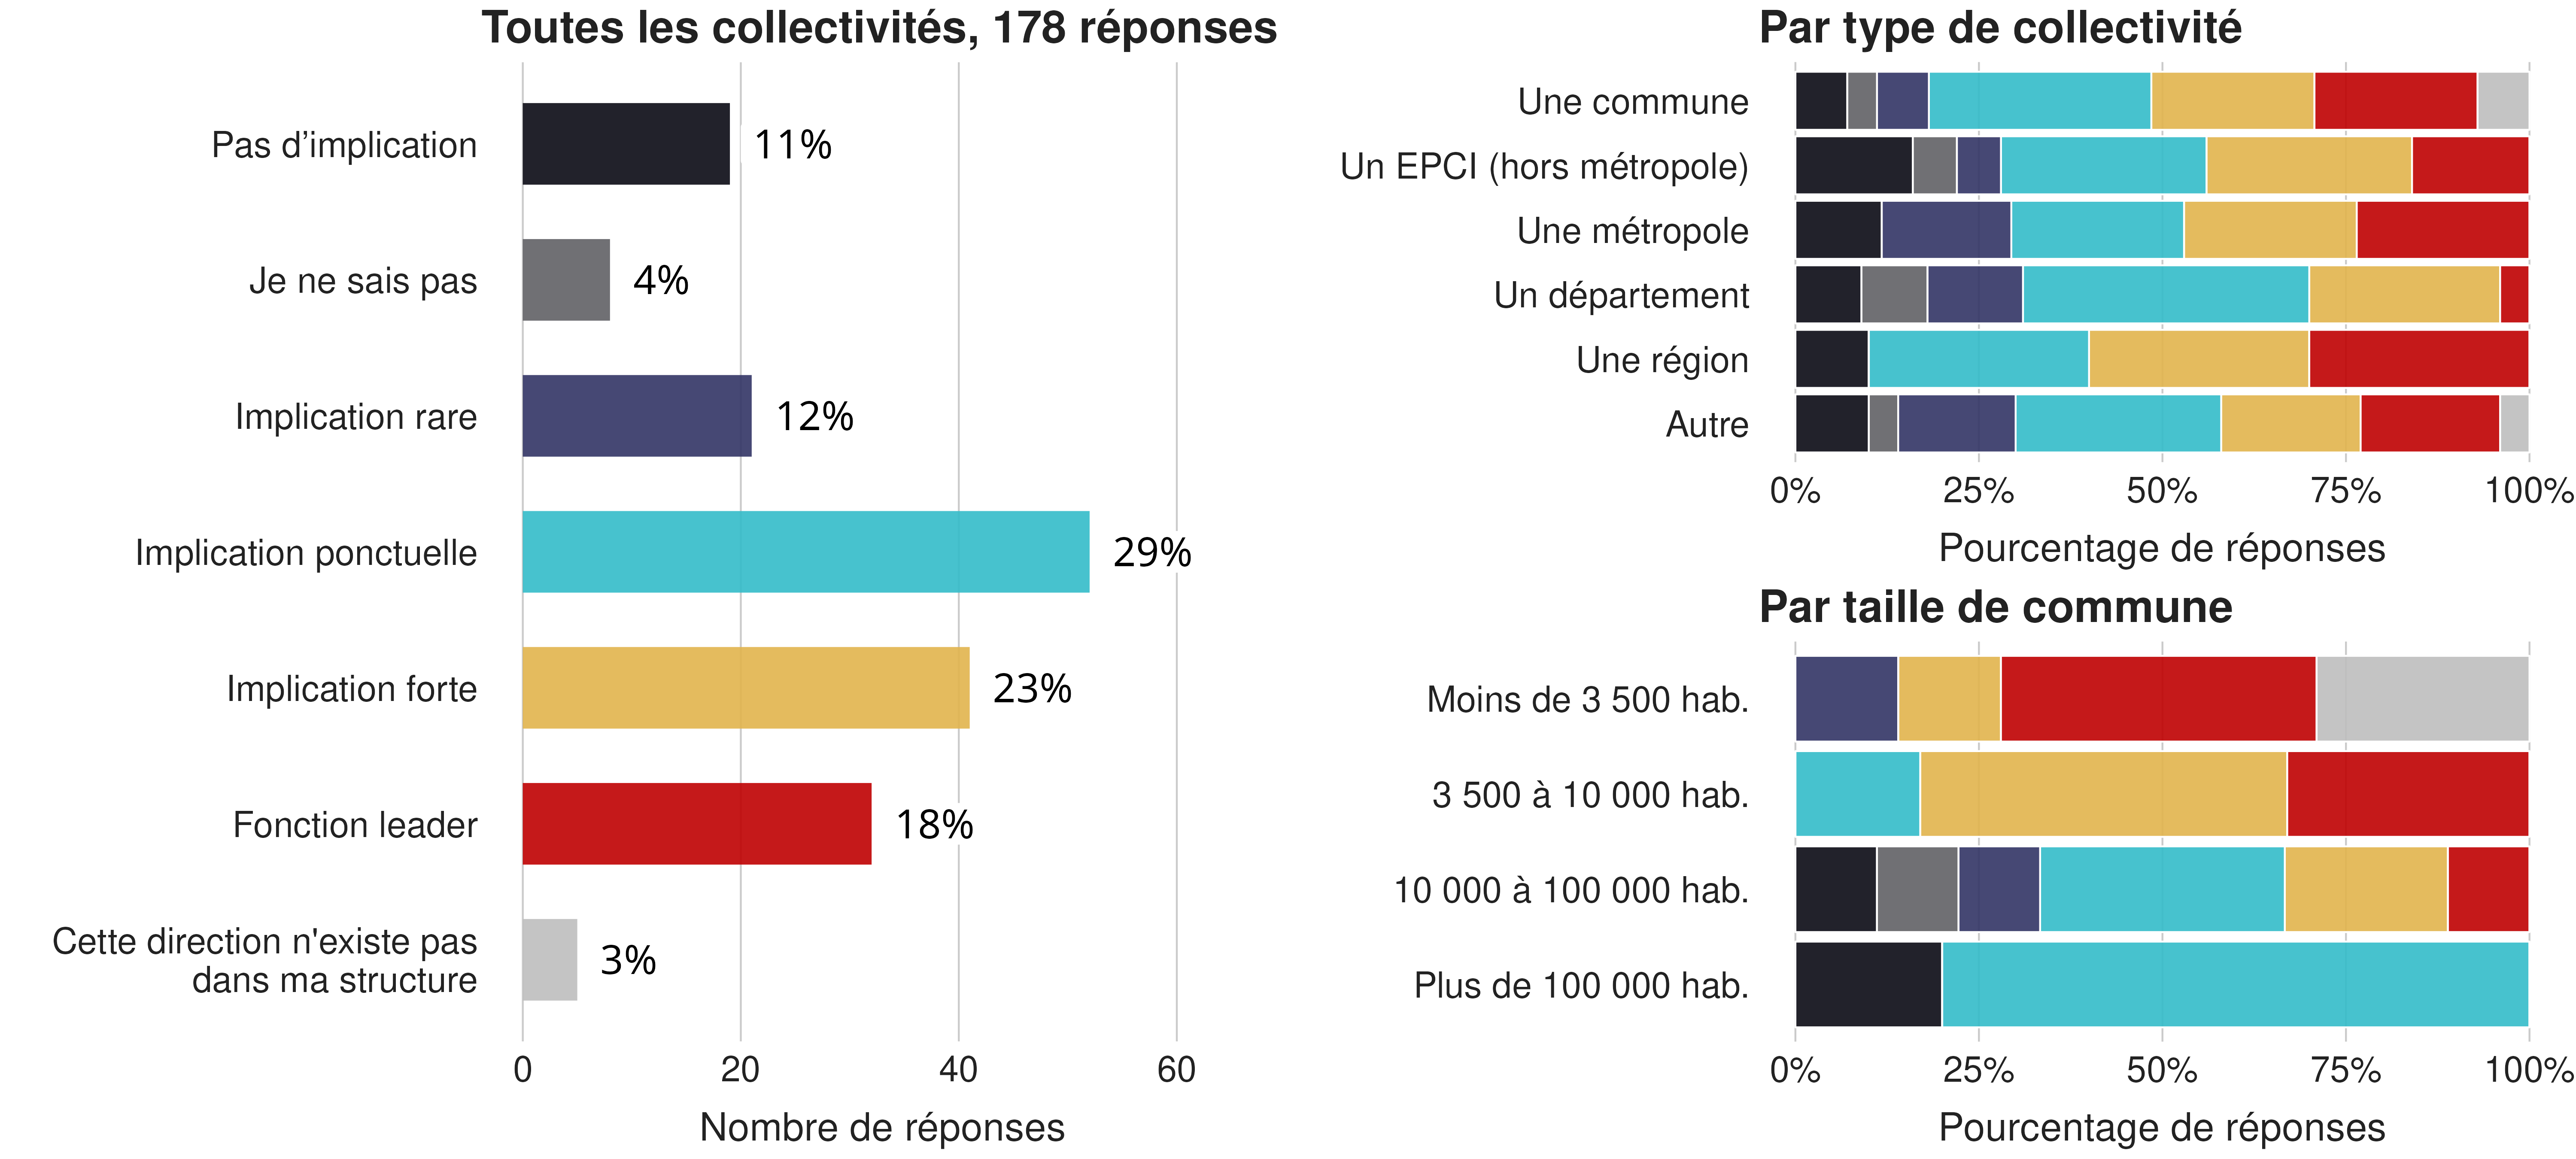 Toutes les collectivités, 178 réponses
Pas d’implication
11%
Je ne sais pas
4%
Implication rare
12%
Implication ponctuelle
29%
Implication forte
23%
Fonction leader
18%
Cette direction n'existe pas
dans ma structure
3%
0 20 40 60
Nombre de réponses
Par type de collectivité
Une commune
Un EPCI (hors métropole)
Une métropole
Un département
Une région
Autre
0% 25% 50% 75% 100%
Pourcentage de réponses
Par taille de commune
Moins de 3 500 hab.
3 500 à 10 000 hab.
10 000 à 100 000 hab.
Plus de 100 000 hab.
0% 25% 50% 75% 100%
Pourcentage de réponses